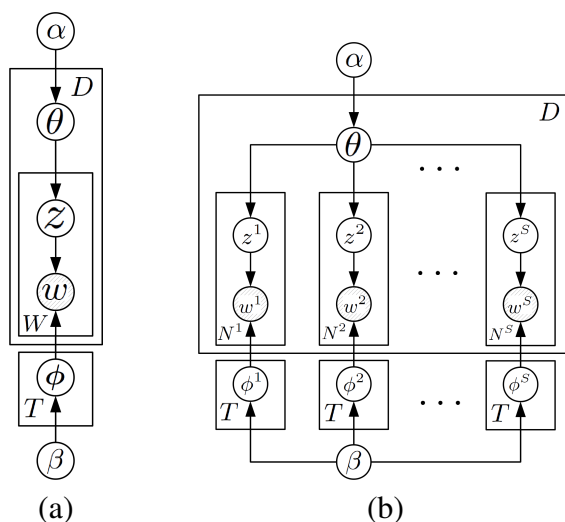 α
D
θ
z
w
W
ϕ
T
β
(a)
α
D
θ
. . .
z¹ z² z^S
. . .
w¹ w² w^S
N¹ N² N^S
ϕ¹ ϕ² ϕ^S
T T . . . T
β
(b)